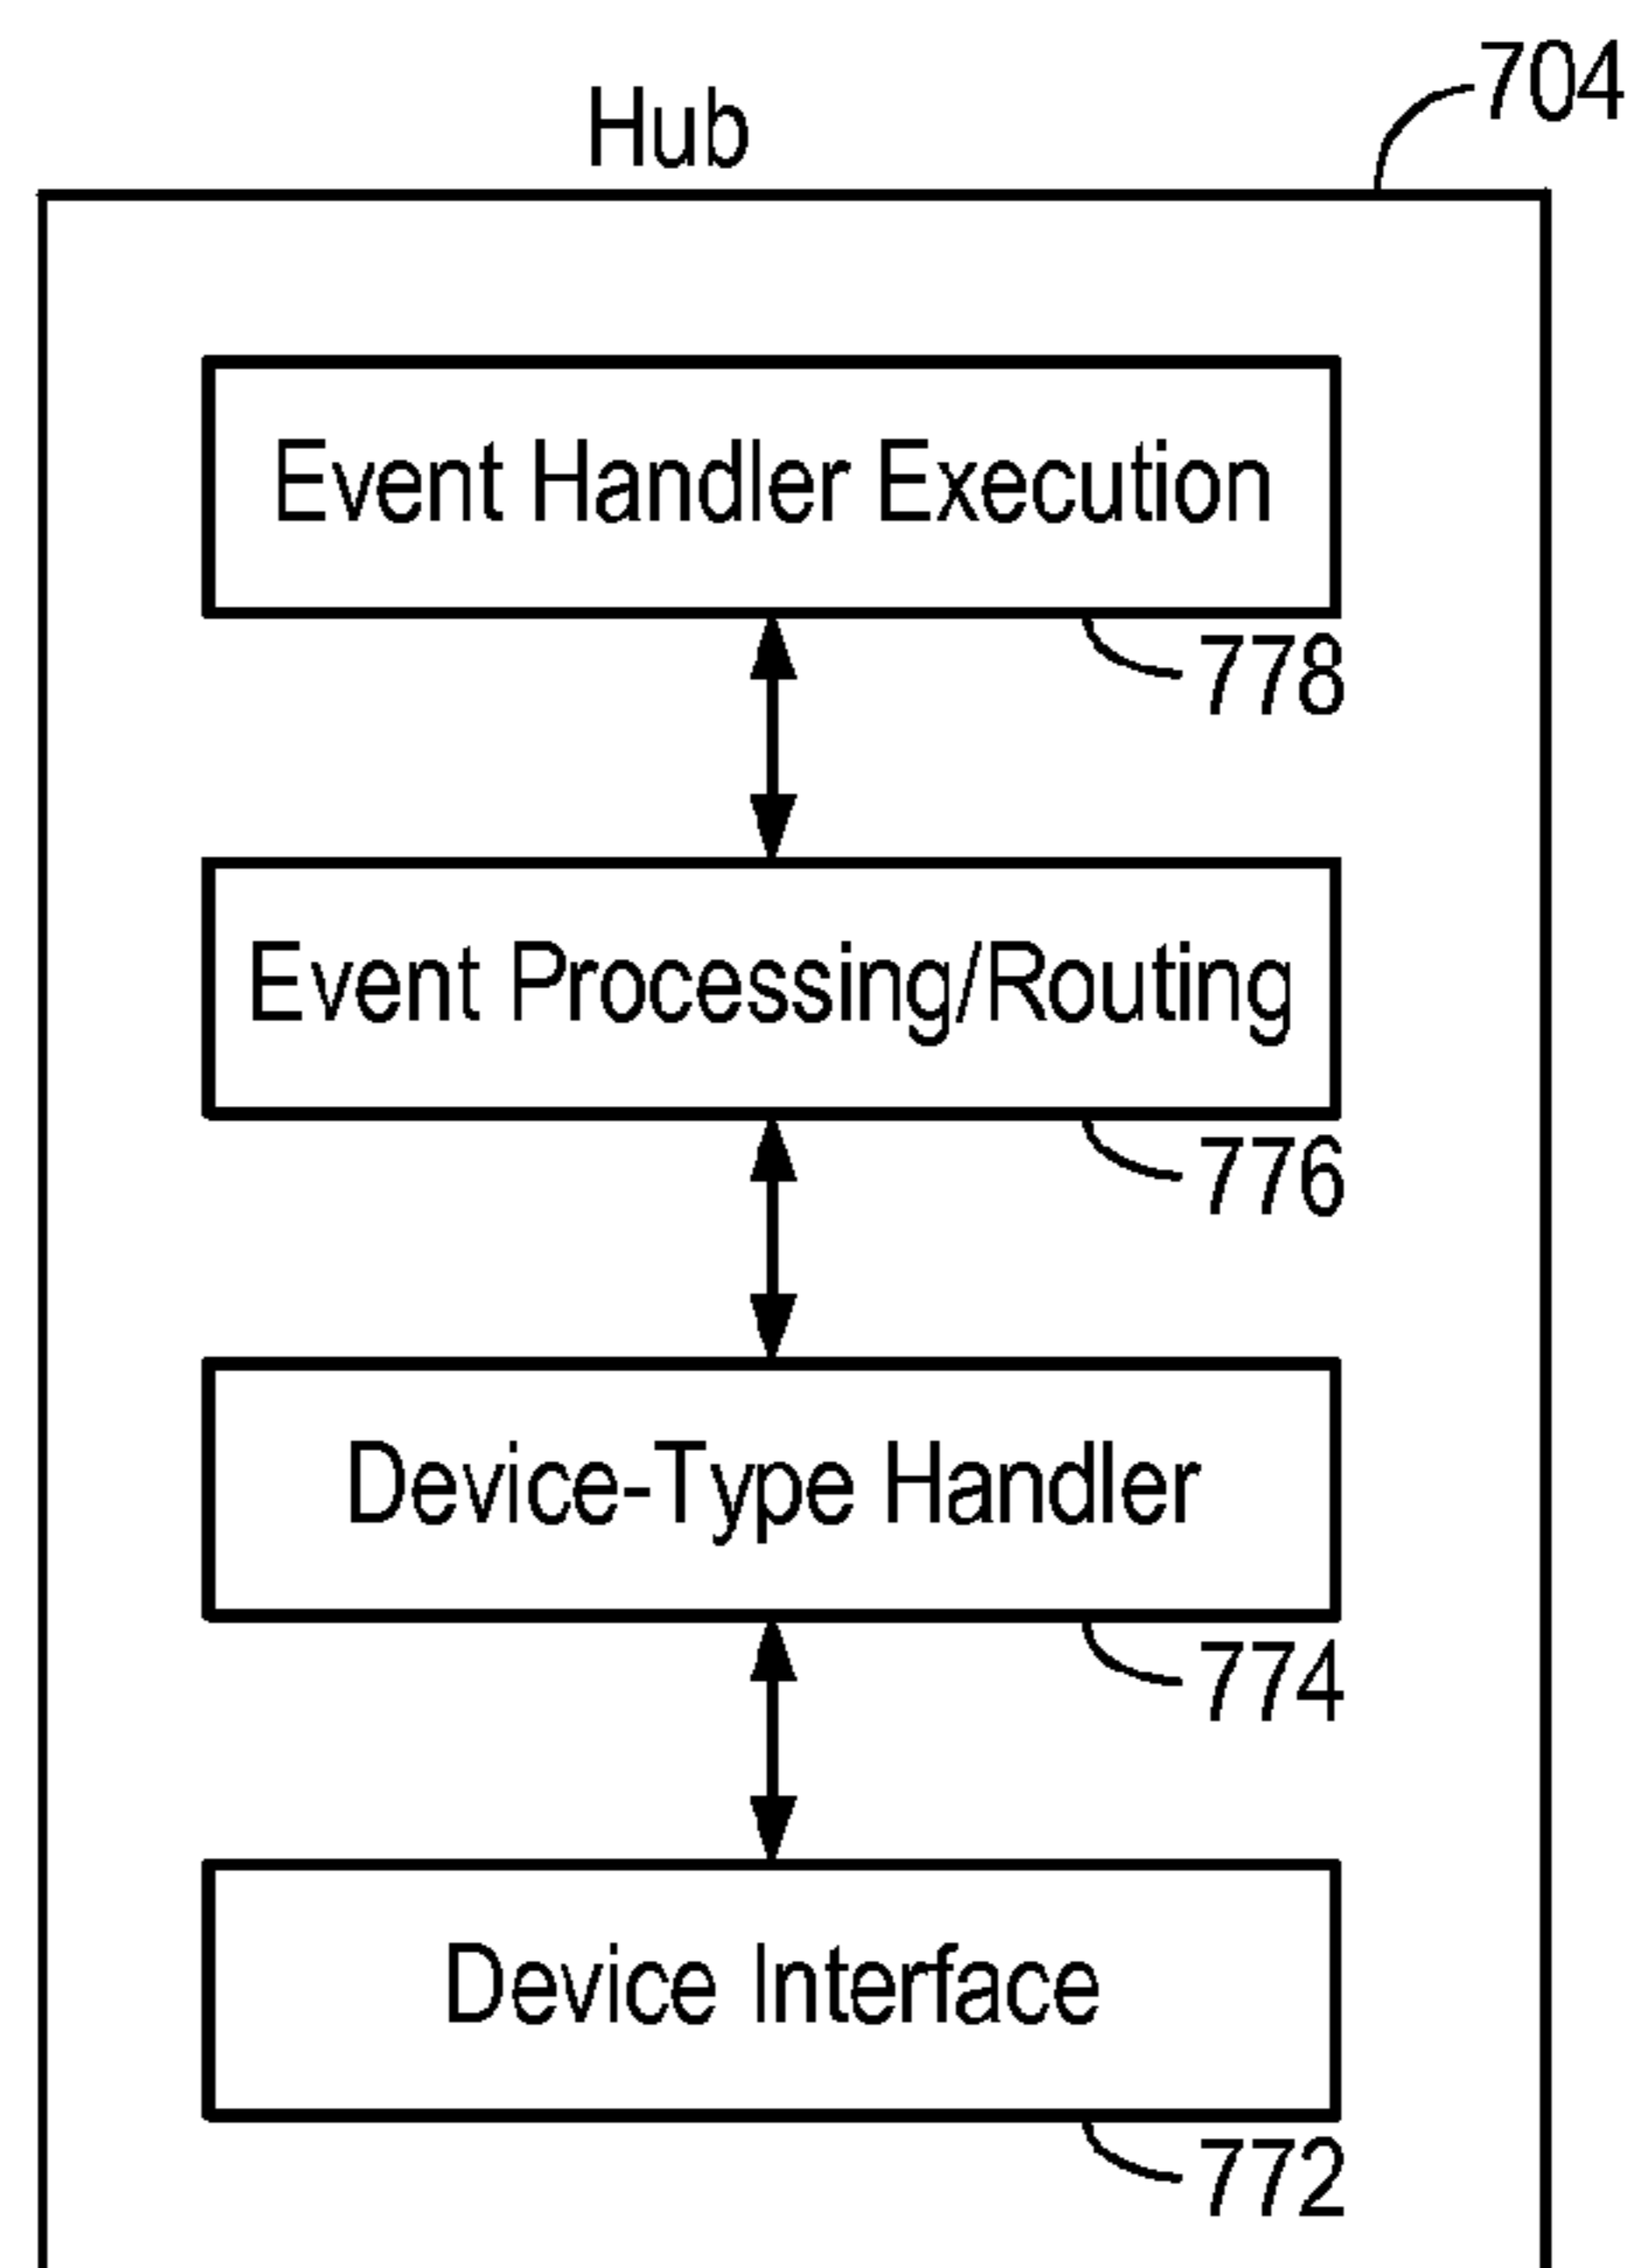 704
Hub
Event Handler Execution
778
Event Processing/Routing
776
Device-Type Handler
774
Device Interface
772